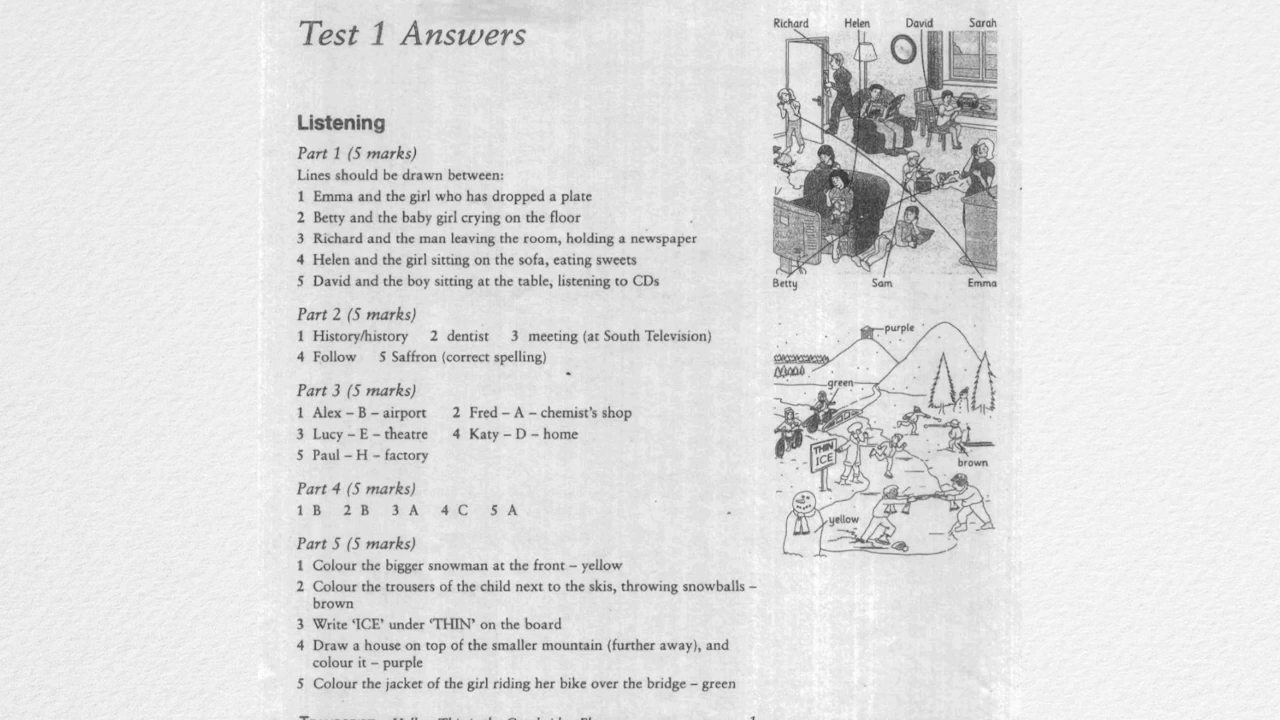 Test 1 Answers
Listening
Part 1 (5 marks)
Lines should be drawn between:
1 Emma and the girl who has dropped a plate
2 Betty and the baby girl crying on the floor
3 Richard and the man leaving the room, holding a newspaper
4 Helen and the girl sitting on the sofa, eating sweets
5 David and the boy sitting at the table, listening to CDs
Part 2 (5 marks)
1 History/history 2 dentist 3 meeting (at South Television)
4 Follow 5 Saffron (correct spelling)
Part 3 (5 marks)
1 Alex – B – airport 2 Fred – A – chemist's shop
3 Lucy – E – theatre 4 Katy – D – home
5 Paul – H – factory
Part 4 (5 marks)
1 B 2 B 3 A 4 C 5 A
Part 5 (5 marks)
1 Colour the bigger snowman at the front – yellow
2 Colour the trousers of the child next to the skis, throwing snowballs –
brown
3 Write 'ICE' under 'THIN' on the board
4 Draw a house on top of the smaller mountain (further away), and
colour it – purple
5 Colour the jacket of the girl riding her bike over the bridge – green
Richard Helen David Sarah
Betty Sam Emma
purple
green
THIN
ICE
brown
yellow